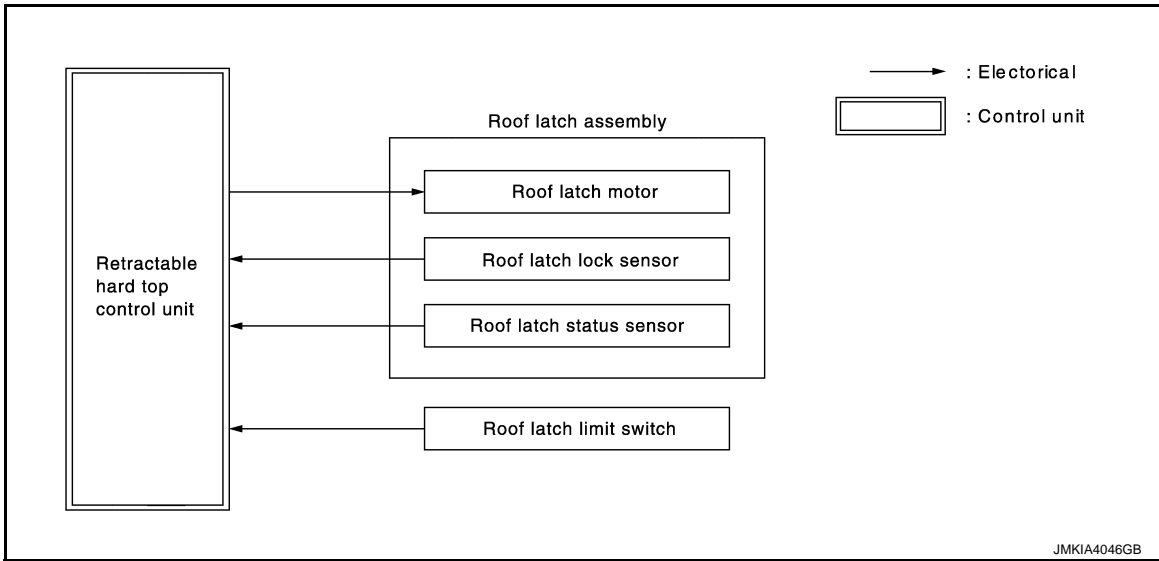 : Electorical
: Control unit
Roof latch assembly
Roof latch motor
Roof latch lock sensor
Roof latch status sensor
Roof latch limit switch
Retractable
hard top
control unit
JMKIA4046GB